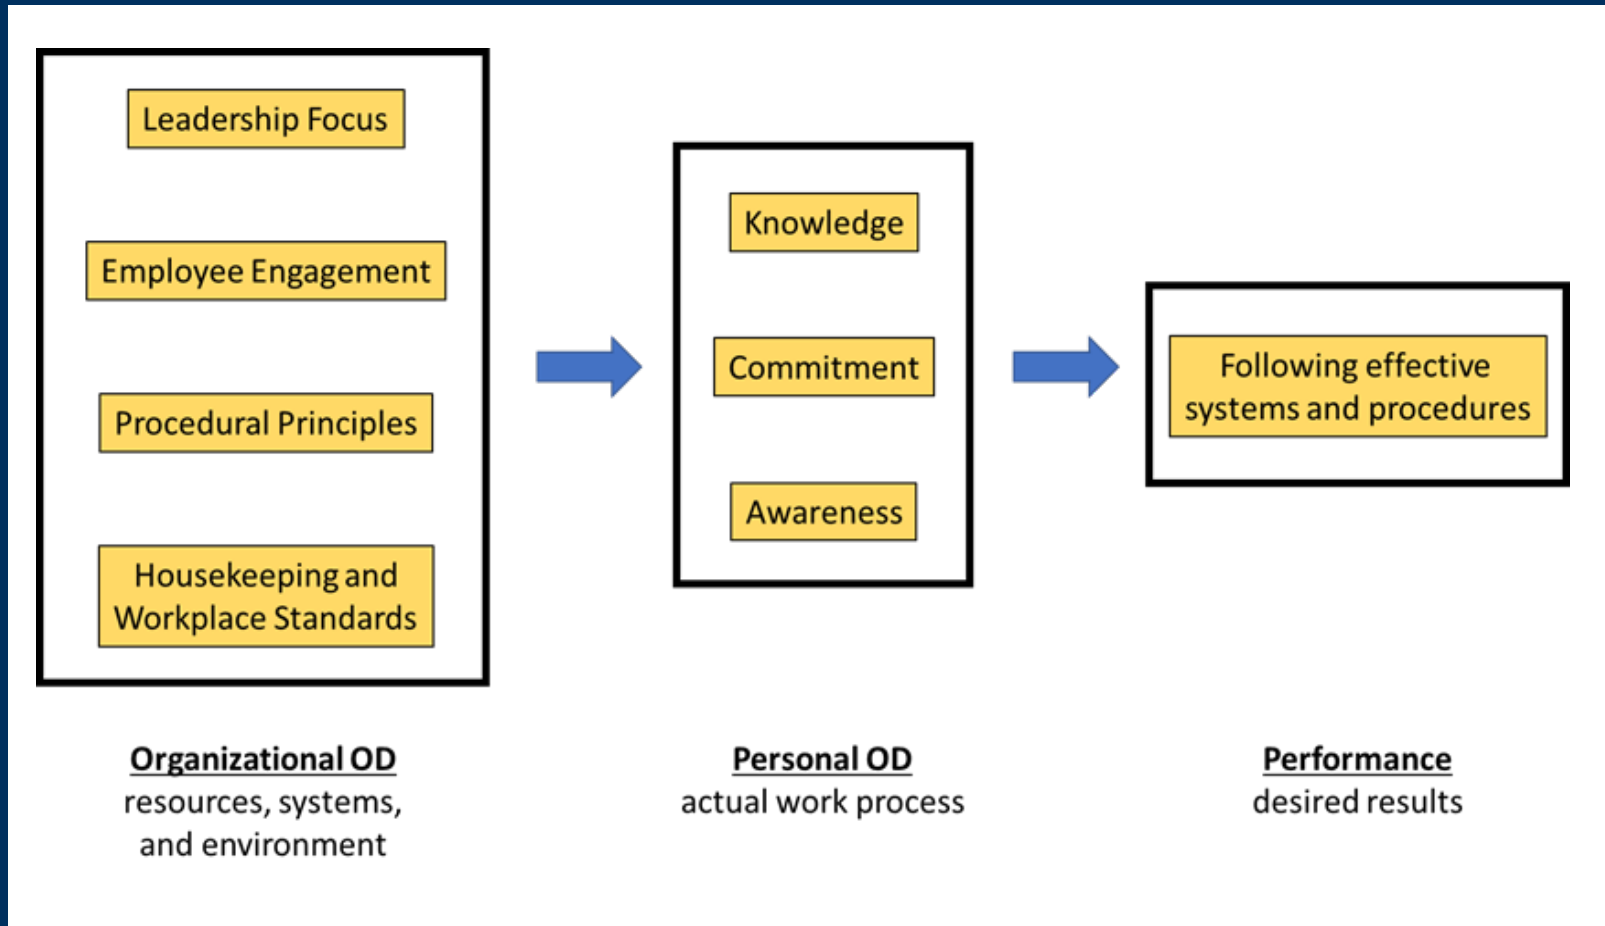 Leadership Focus
Employee Engagement
Procedural Principles
Housekeeping and
Workplace Standards
Organizational OD
resources, systems,
and environment
Knowledge
Commitment
Awareness
Personal OD
actual work process
Following effective
systems and procedures
Performance
desired results